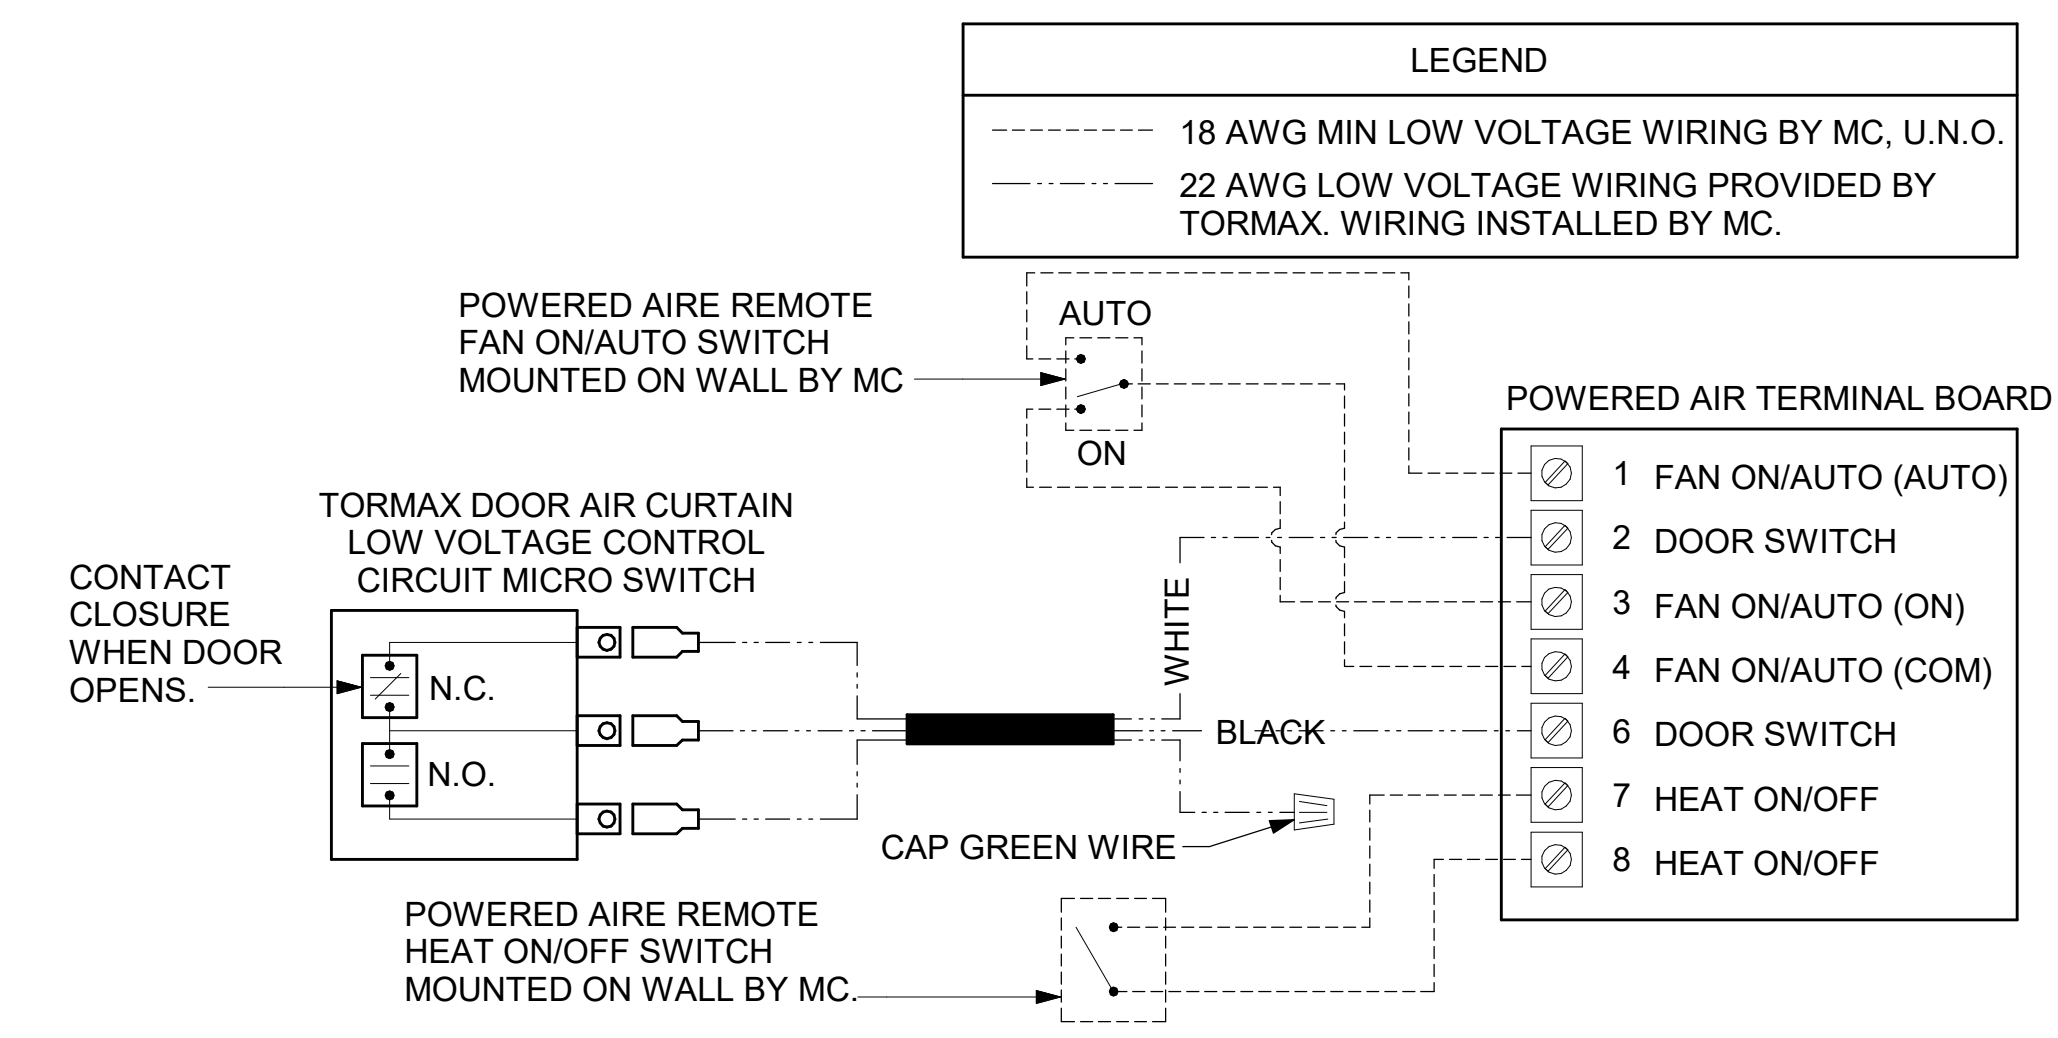 LEGEND
18 AWG MIN LOW VOLTAGE WIRING BY MC, U.N.O.
22 AWG LOW VOLTAGE WIRING PROVIDED BY
TORMAX. WIRING INSTALLED BY MC.
POWERED AIRE REMOTE
FAN ON/AUTO SWITCH
MOUNTED ON WALL BY MC
AUTO
ON
POWERED AIR TERMINAL BOARD
1 FAN ON/AUTO (AUTO)
2 DOOR SWITCH
3 FAN ON/AUTO (ON)
4 FAN ON/AUTO (COM)
6 DOOR SWITCH
7 HEAT ON/OFF
8 HEAT ON/OFF
TORMAX DOOR AIR CURTAIN
LOW VOLTAGE CONTROL
CIRCUIT MICRO SWITCH
CONTACT
CLOSURE
WHEN DOOR
OPENS.
N.C.
N.O.
WHITE
BLACK
CAP GREEN WIRE
POWERED AIRE REMOTE
HEAT ON/OFF SWITCH
MOUNTED ON WALL BY MC.